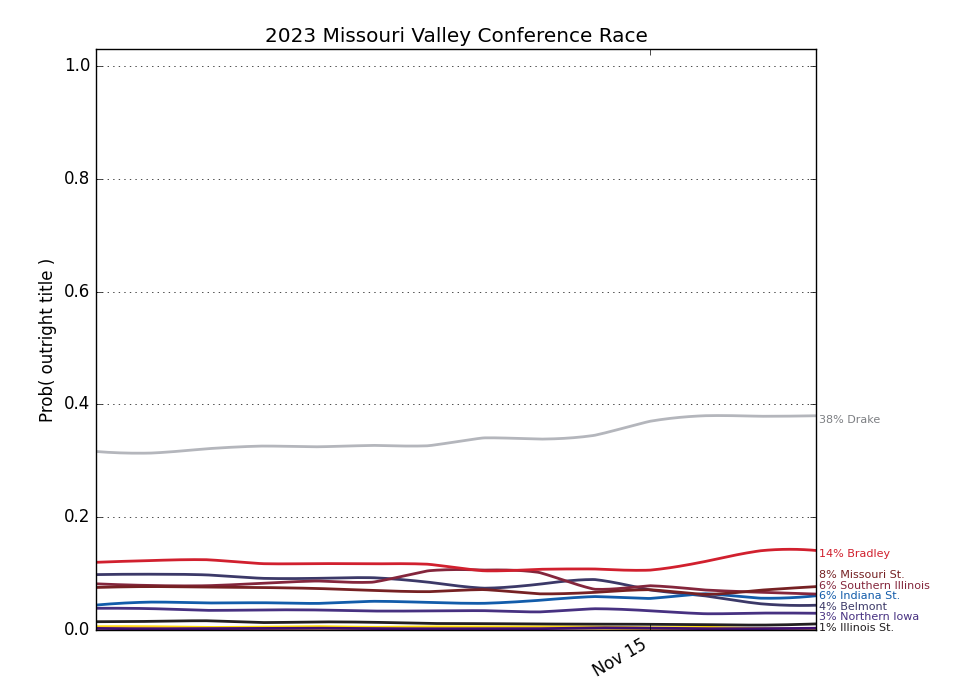 2023 Missouri Valley Conference Race
1.0
0.8
0.6
0.4
0.2
0.0
Prob( outright title )
Nov 15
38% Drake
14% Bradley
8% Missouri St.
6% Southern Illinois
6% Indiana St.
4% Belmont
3% Northern Iowa
1% Illinois St.